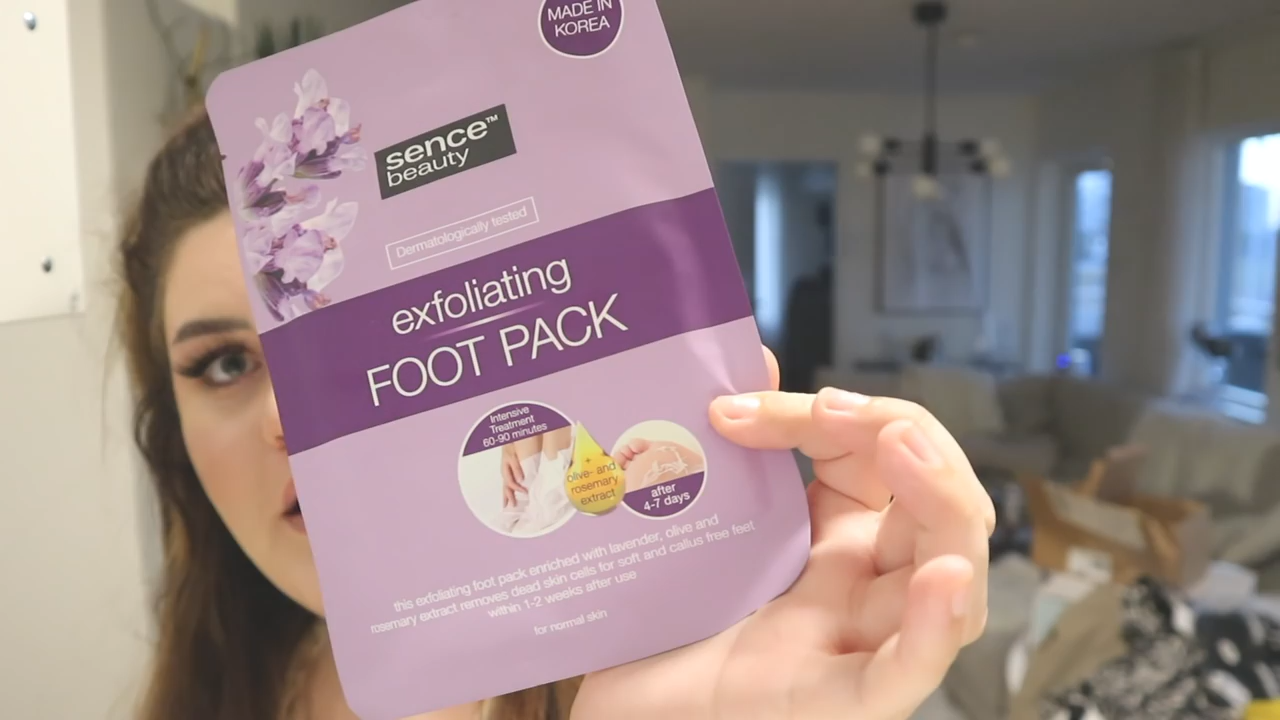 MADE IN
KOREA
sence™
beauty
Dermatologically tested
exfoliating
FOOT PACK
Intensive
Treatment
60-90 minutes
+
olive- and
rosemary
extract
after
4-7 days
this exfoliating foot pack enriched with lavender, olive and
rosemary extract removes dead skin cells for soft and callus free feet
within 1-2 weeks after use
for normal skin